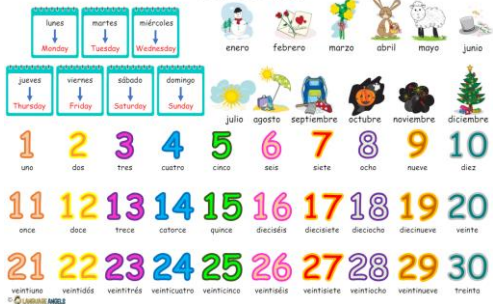 lunes martes miércoles
Monday Tuesday Wednesday
enero febrero marzo abril mayo junio
jueves viernes sábado domingo
Thursday Friday Saturday Sunday
julio agosto septiembre octubre noviembre diciembre
1 2 3 4 5 6 7 8 9 10
uno dos tres cuatro cinco seis siete ocho nueve diez
11 12 13 14 15 16 17 18 19 20
once doce trece catorce quince dieciséis diecisiete dieciocho diecinueve veinte
21 22 23 24 25 26 27 28 29 30
veintiuno veintidós veintitrés veinticuatro veinticinco veintiséis veintisiete veintiocho veintinueve treinta
© LANGUAGE ANGELS